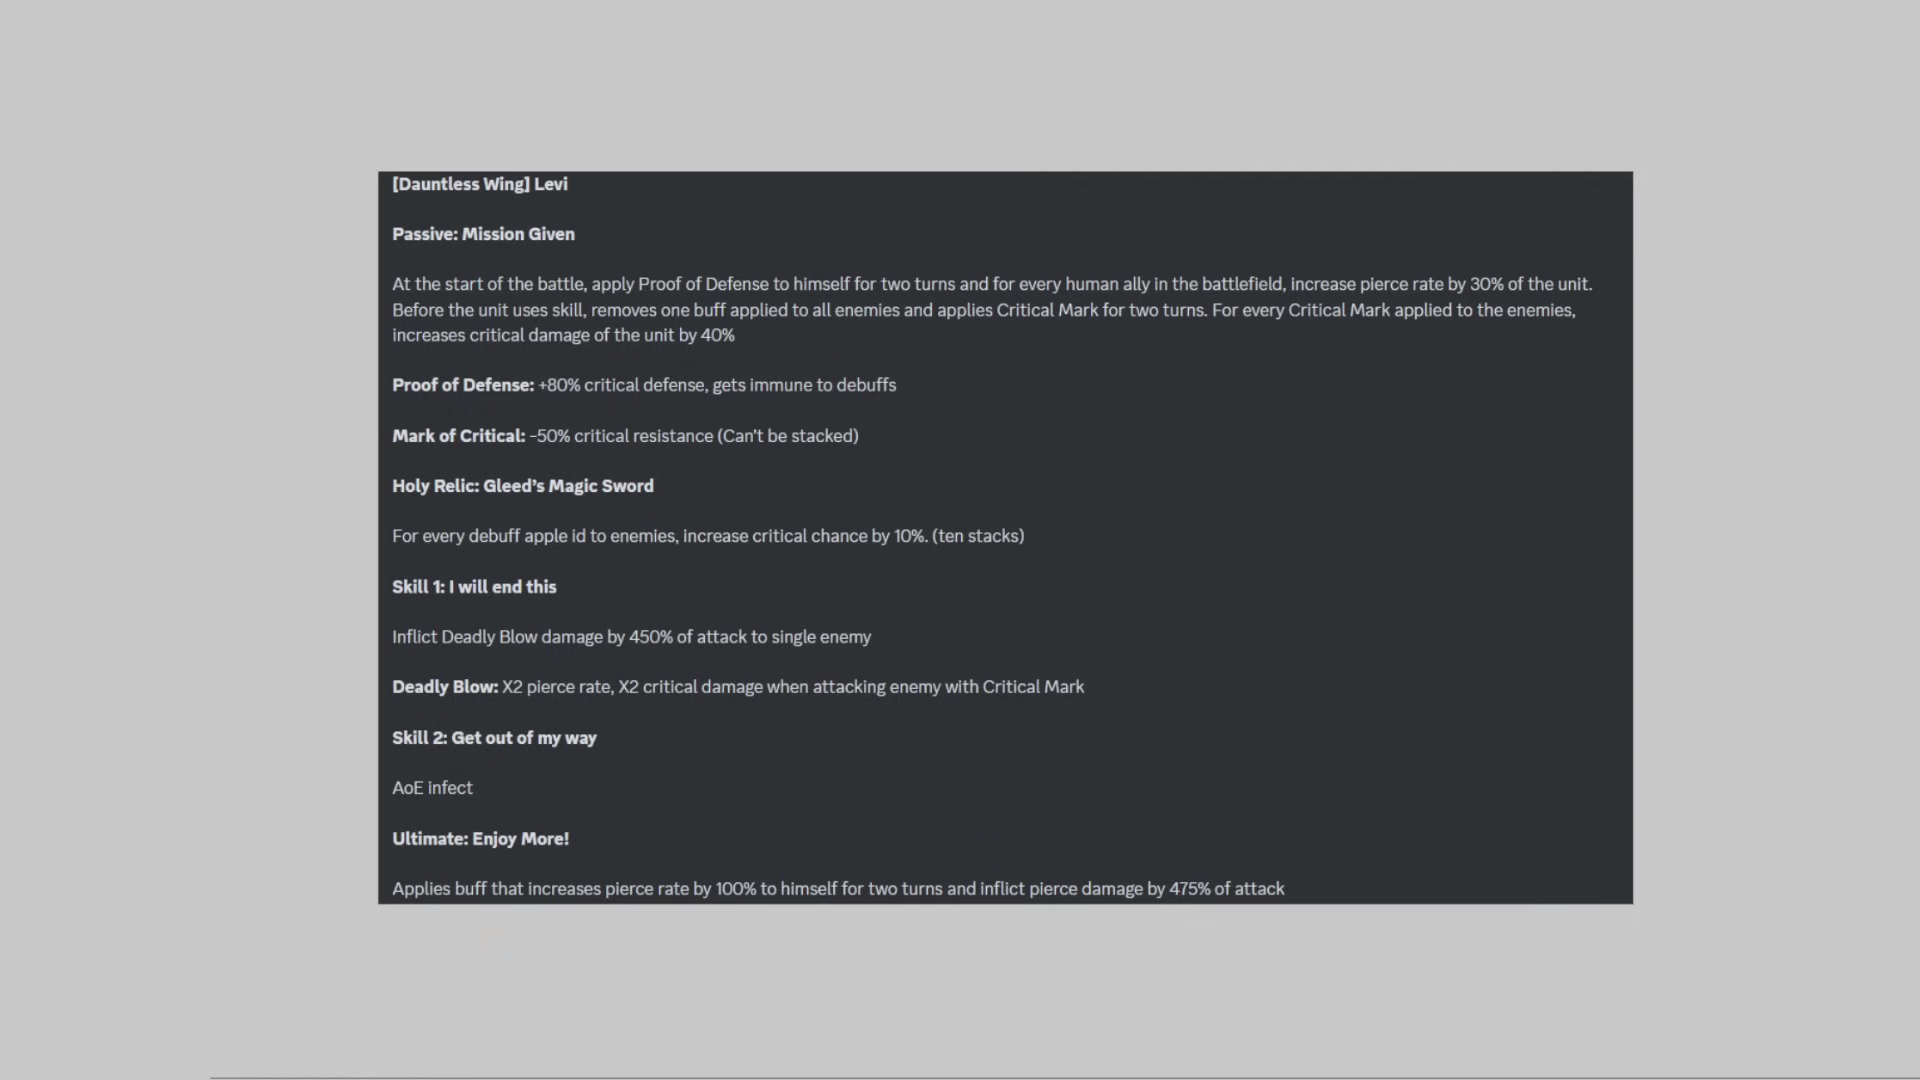 [Dauntless Wing] Levi
Passive: Mission Given
At the start of the battle, apply Proof of Defense to himself for two turns and for every human ally in the battlefield, increase pierce rate by 30% of the unit.
Before the unit uses skill, removes one buff applied to all enemies and applies Critical Mark for two turns. For every Critical Mark applied to the enemies,
increases critical damage of the unit by 40%
Proof of Defense: +80% critical defense, gets immune to debuffs
Mark of Critical: -50% critical resistance (Can't be stacked)
Holy Relic: Gleed's Magic Sword
For every debuff apple id to enemies, increase critical chance by 10%. (ten stacks)
Skill 1: I will end this
Inflict Deadly Blow damage by 450% of attack to single enemy
Deadly Blow: X2 pierce rate, X2 critical damage when attacking enemy with Critical Mark
Skill 2: Get out of my way
AoE infect
Ultimate: Enjoy More!
Applies buff that increases pierce rate by 100% to himself for two turns and inflict pierce damage by 475% of attack